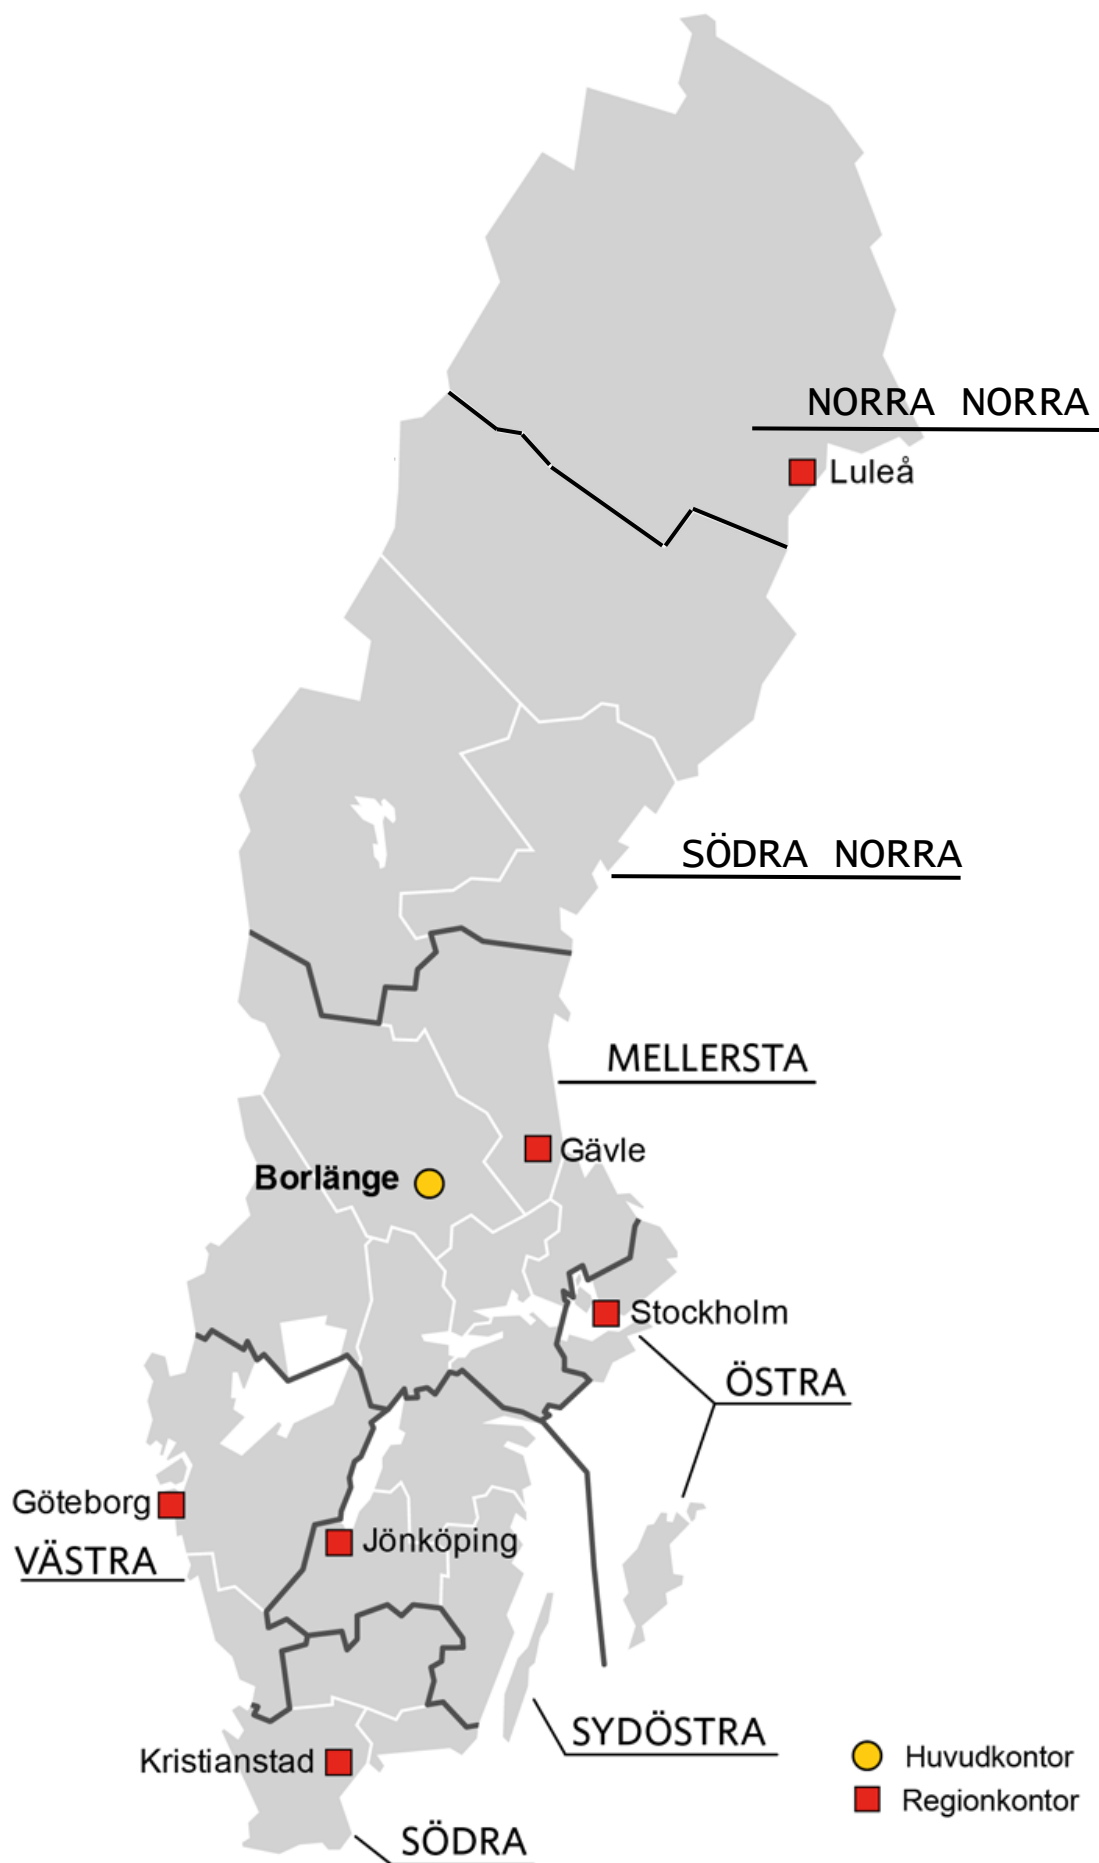 NORRA NORRA
Luleå
SÖDRA NORRA
MELLERSTA
Gävle
Borlänge
Stockholm
ÖSTRA
Göteborg
Jönköping
VÄSTRA
SYDÖSTRA
Kristianstad
Huvudkontor
Regionkontor
SÖDRA